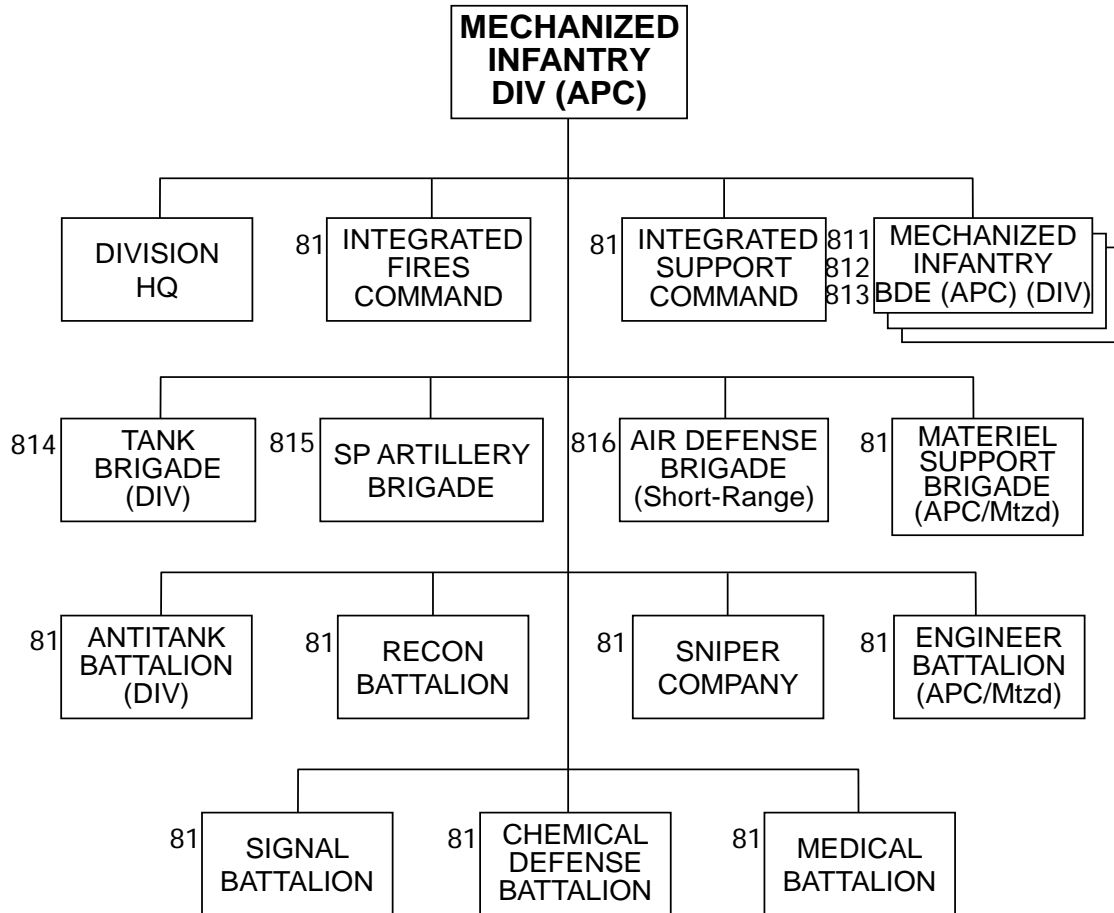 MECHANIZED
INFANTRY
DIV (APC)
DIVISION
HQ
81
INTEGRATED
FIRES
COMMAND
81
INTEGRATED
SUPPORT
COMMAND
811
812
813
MECHANIZED
INFANTRY
BDE (APC) (DIV)
814
TANK
BRIGADE
(DIV)
815
SP ARTILLERY
BRIGADE
816
AIR DEFENSE
BRIGADE
(Short-Range)
81
MATERIEL
SUPPORT
BRIGADE
(APC/Mtzd)
81
ANTITANK
BATTALION
(DIV)
81
RECON
BATTALION
81
SNIPER
COMPANY
81
ENGINEER
BATTALION
(APC/Mtzd)
81
SIGNAL
BATTALION
81
CHEMICAL
DEFENSE
BATTALION
81
MEDICAL
BATTALION